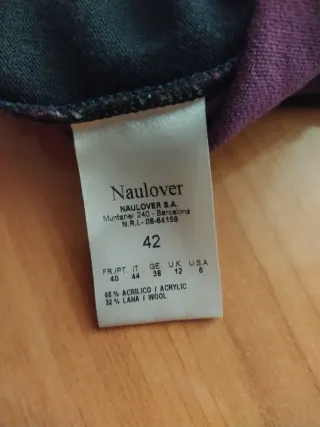 Naulover
NAULOVER S.A.
Muntaner 240 - Barcelona
N.R.I.- 08-64159
42
FR./PT. IT GE U.K. U.S.A
40 44 38 12 8
68 % ACRILICO / ACRYLIC
32 % LANA / WOOL